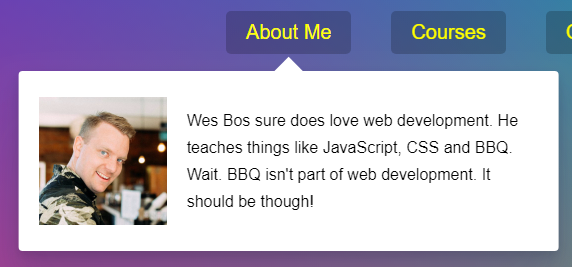 About Me Courses
Wes Bos sure does love web development. He
teaches things like JavaScript, CSS and BBQ.
Wait. BBQ isn't part of web development. It
should be though!